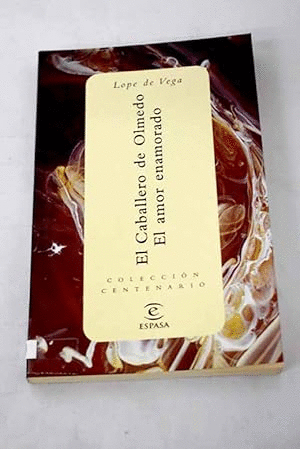 Lope de Vega
El Caballero de Olmedo
El amor enamorado
COLECCIÓN
CENTENARIO
ESPASA